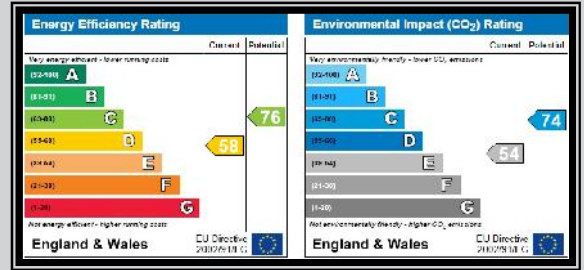 Energy Efficiency Rating
Current Potential
Very energy efficient - lower running costs
(92-100) A
(81-91) B
(69-80) C
(55-68) D
(39-54) E
(21-38) F
(1-20) G
58
76
Not energy efficient - higher running costs
England & Wales
EU Directive
2002/91/EC
Environmental Impact (CO₂) Rating
Current Potential
Very environmentally friendly - lower CO₂ emissions
(92-100) A
(81-91) B
(69-80) C
(55-68) D
(39-54) E
(21-38) F
(1-20) G
54
74
Not environmentally friendly - higher CO₂ emissions
England & Wales
EU Directive
2002/91/EC